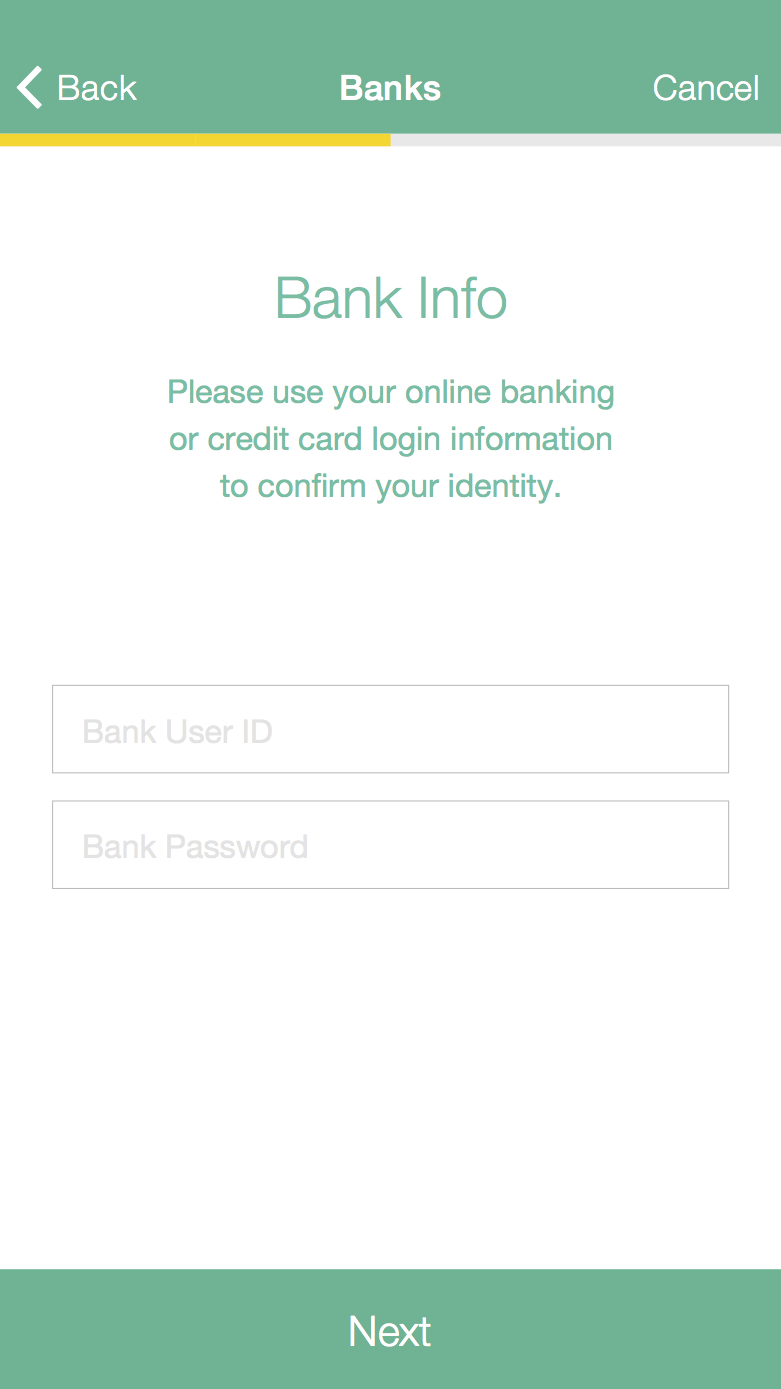 Back
Banks
Cancel
Bank Info
Please use your online banking
or credit card login information
to confirm your identity.
Bank User ID
Bank Password
Next